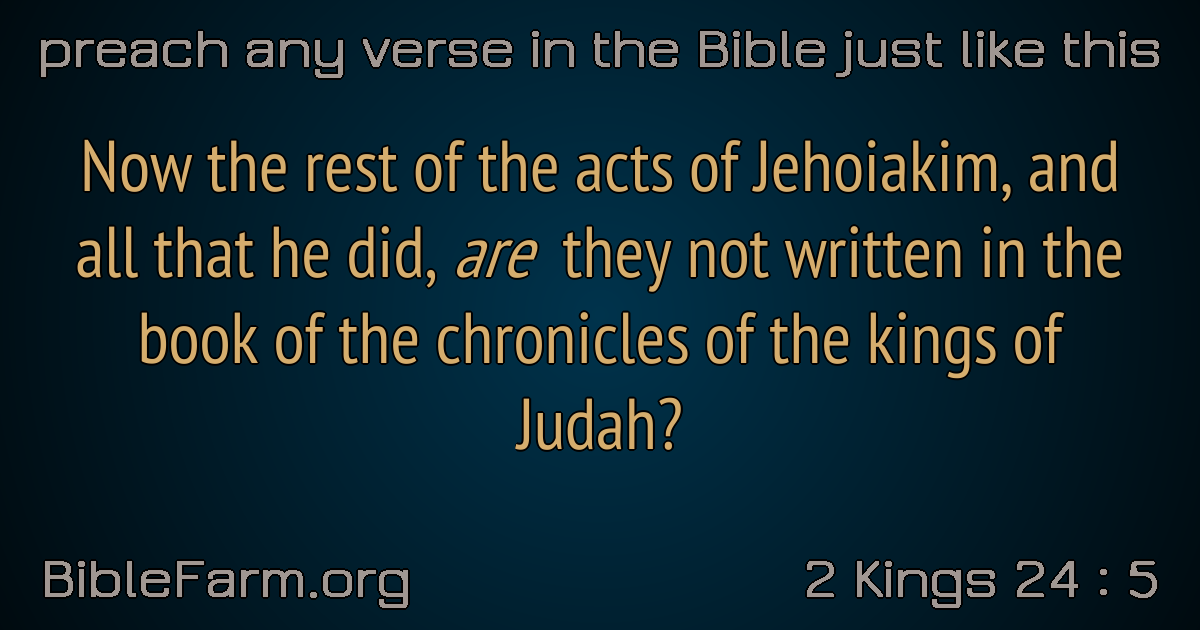 preach any verse in the Bible just like this
Now the rest of the acts of Jehoiakim, and
all that he did, are they not written in the
book of the chronicles of the kings of
Judah?
BibleFarm.org
2 Kings 24 : 5